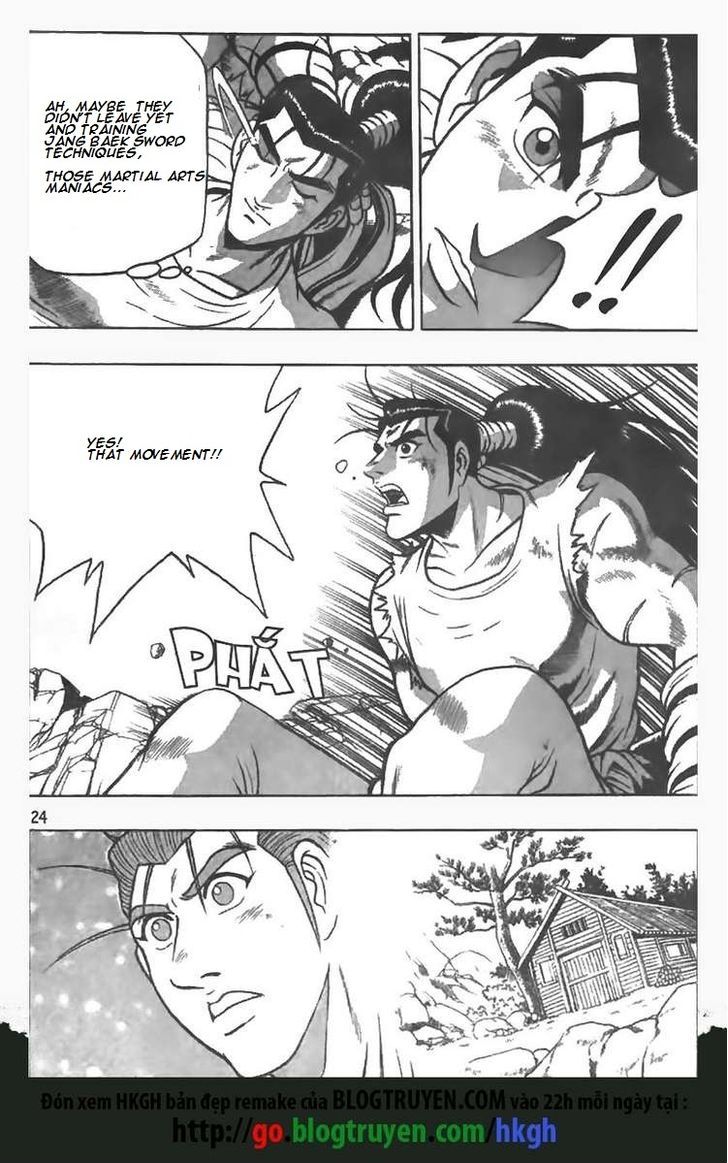 AH, MAYBE THEY
DIDN'T LEAVE YET
AND TRAINING
JANG BAEK SWORD
TECHNIQUES,
THOSE MARTIAL ARTS
MANIACS...
!!
YES!
THAT MOVEMENT!!
PHẮT
24
Đón xem HKGH bản đẹp remake của BLOGTRUYEN.COM vào 22h mỗi ngày tại :
http://go.blogtruyen.com/hkgh